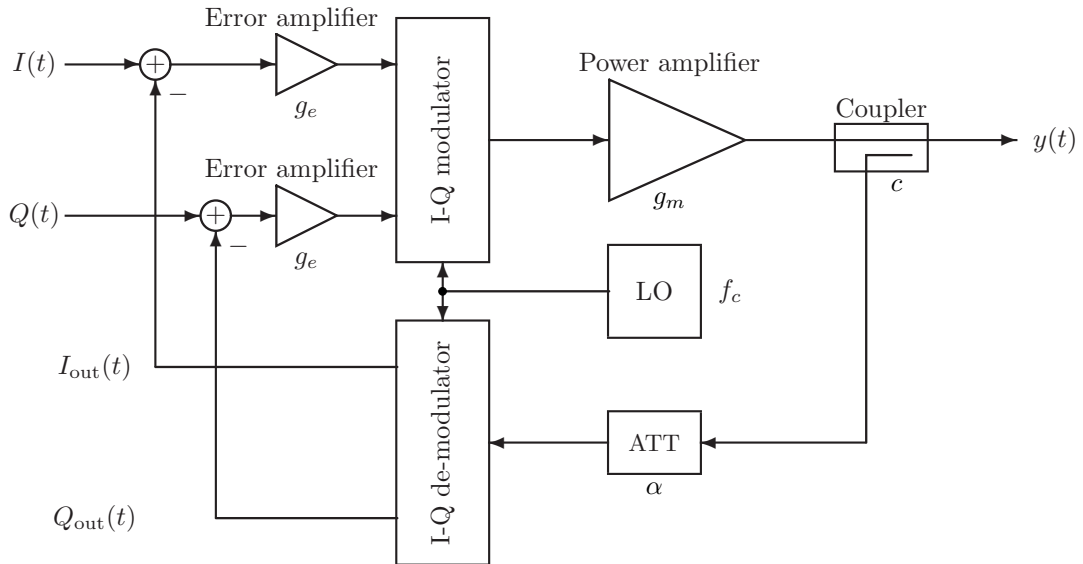 Error amplifier
I(t)
+
−
g_e
I-Q modulator
Power amplifier
g_m
Coupler
c
y(t)
Error amplifier
Q(t)
+
−
g_e
LO
f_c
I-Q de-modulator
I_out(t)
ATT
α
Q_out(t)